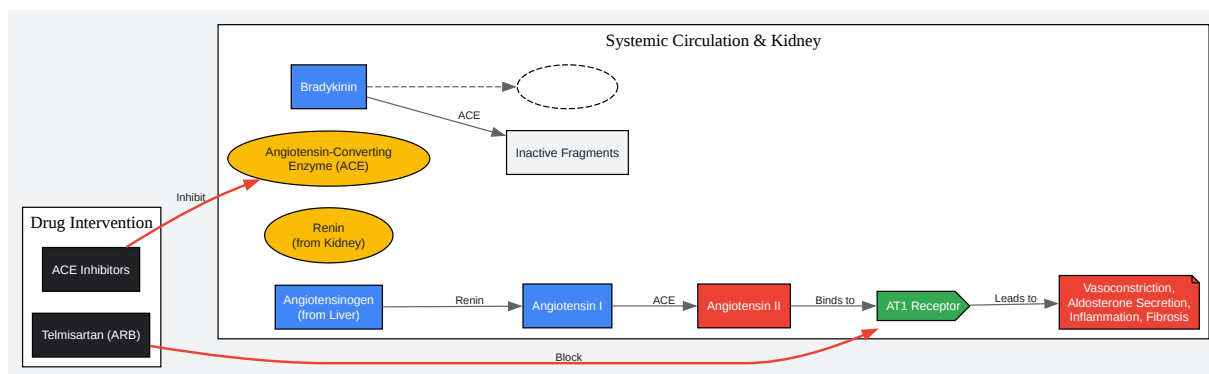 Systemic Circulation & Kidney
Bradykinin
ACE
Inactive Fragments
Angiotensin-Converting
Enzyme (ACE)
Inhibit
Drug Intervention
Renin
(from Kidney)
ACE Inhibitors
Angiotensinogen
(from Liver)
Renin
Angiotensin I
ACE
Angiotensin II
Binds to
AT1 Receptor
Leads to
Vasoconstriction,
Aldosterone Secretion,
Inflammation, Fibrosis
Telmisartan (ARB)
Block